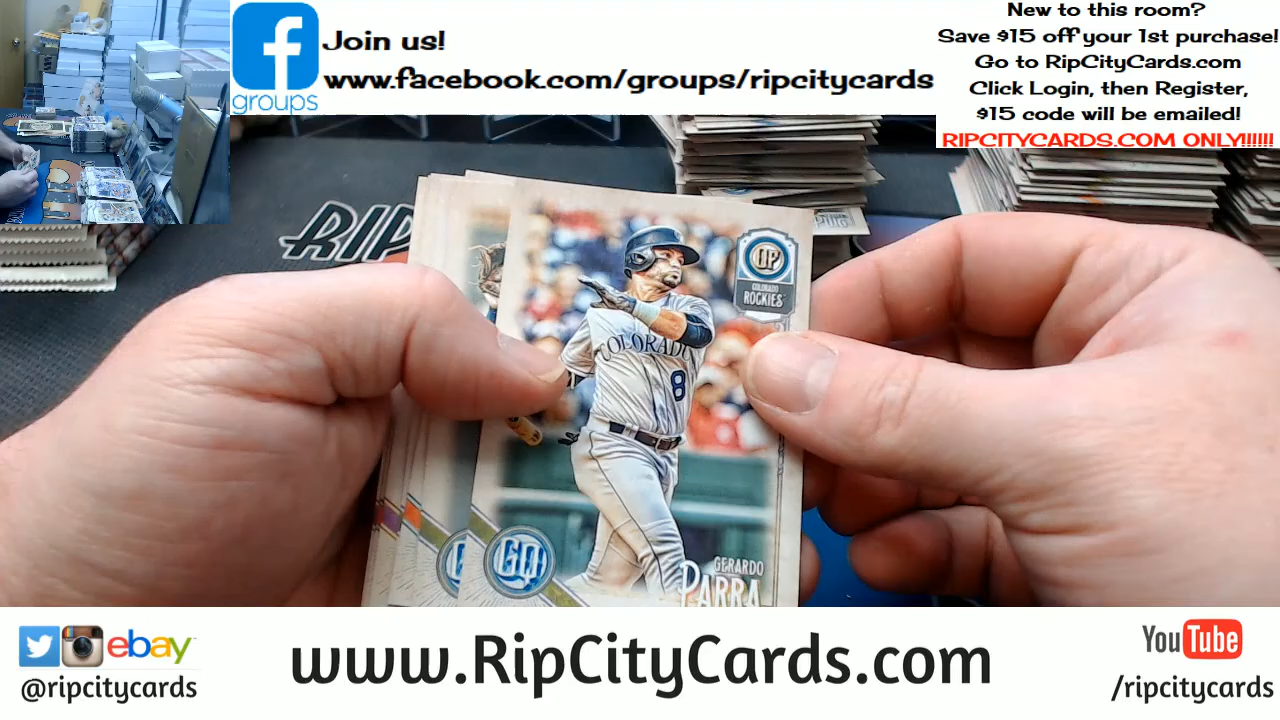 f
groups
Join us!
www.facebook.com/groups/ripcitycards
New to this room?
Save $15 off your 1st purchase!
Go to RipCityCards.com
Click Login, then Register,
$15 code will be emailed!
RIPCITYCARDS.COM ONLY!!!!!!
RIP
COLORADO
ROCKIES
COLORADO
8
GQ
GERARDO
PARRA
ebay
@ripcitycards
www.RipCityCards.com
YouTube
/ripcitycards